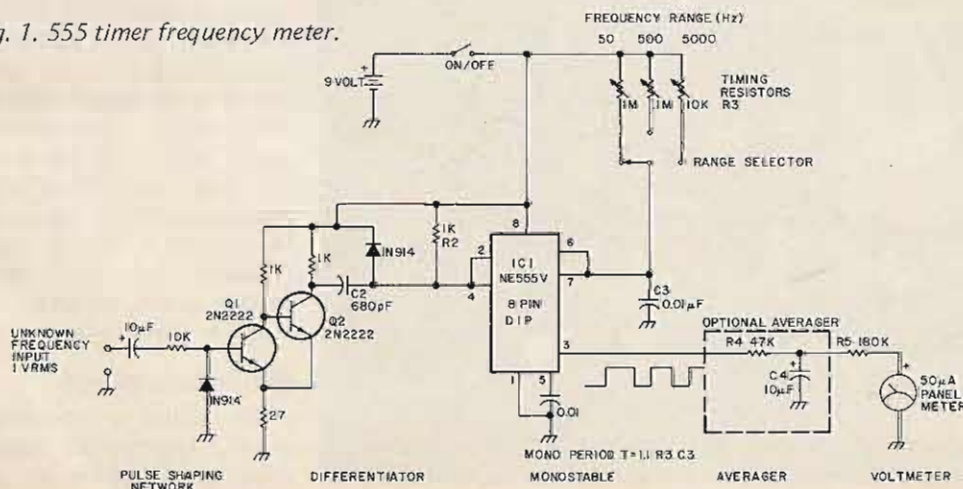 g. 1. 555 timer frequency meter.
FREQUENCY RANGE (Hz)
50 500 5000
ON/OFF
+
9 VOLT
TIMING
RESISTORS
R3
1M 1M 10K
RANGE SELECTOR
1K
R2
1K
1K
IN914
C2
680pF
8
2
4
6
7
3
1
5
IC1
NE555V
8 PIN
DIP
C3
0.01µF
Q1
2N2222
Q2
2N2222
UNKNOWN
FREQUENCY
INPUT
1 VRMS
+
10µF
10K
IN914
27
0.01
OPTIONAL AVERAGER
R4 47K
R5 180K
+
C4
10µF
+
50µA
PANEL
METER
MONO PERIOD T=1.1 R3 C3
PULSE SHAPING
NETWORK
DIFFERENTIATOR
MONOSTABLE
AVERAGER
VOLTMETER